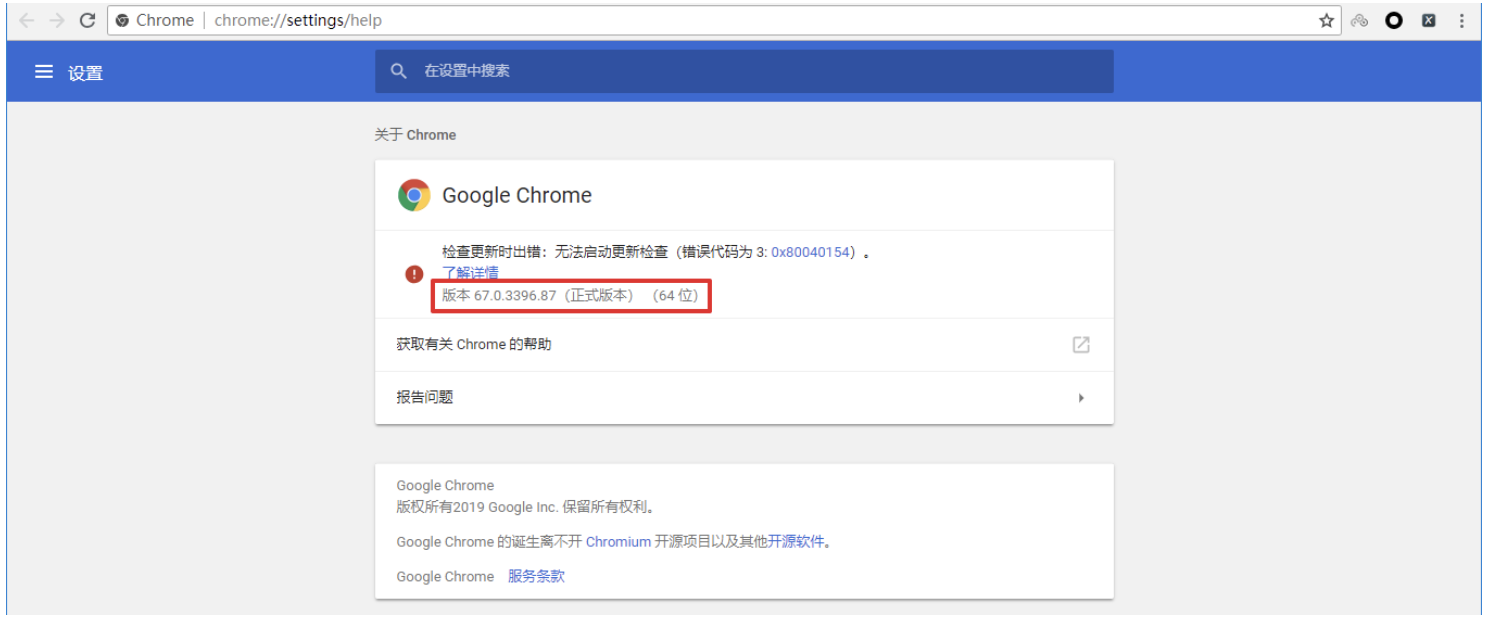 Chrome | chrome://settings/help
设置
在设置中搜索
关于 Chrome
Google Chrome
检查更新时出错：无法启动更新检查（错误代码为 3: 0x80040154）。
了解详情
版本 67.0.3396.87（正式版本） （64 位）
获取有关 Chrome 的帮助
报告问题
Google Chrome
版权所有2019 Google Inc. 保留所有权利。
Google Chrome 的诞生离不开 Chromium 开源项目以及其他开源软件。
Google Chrome 服务条款